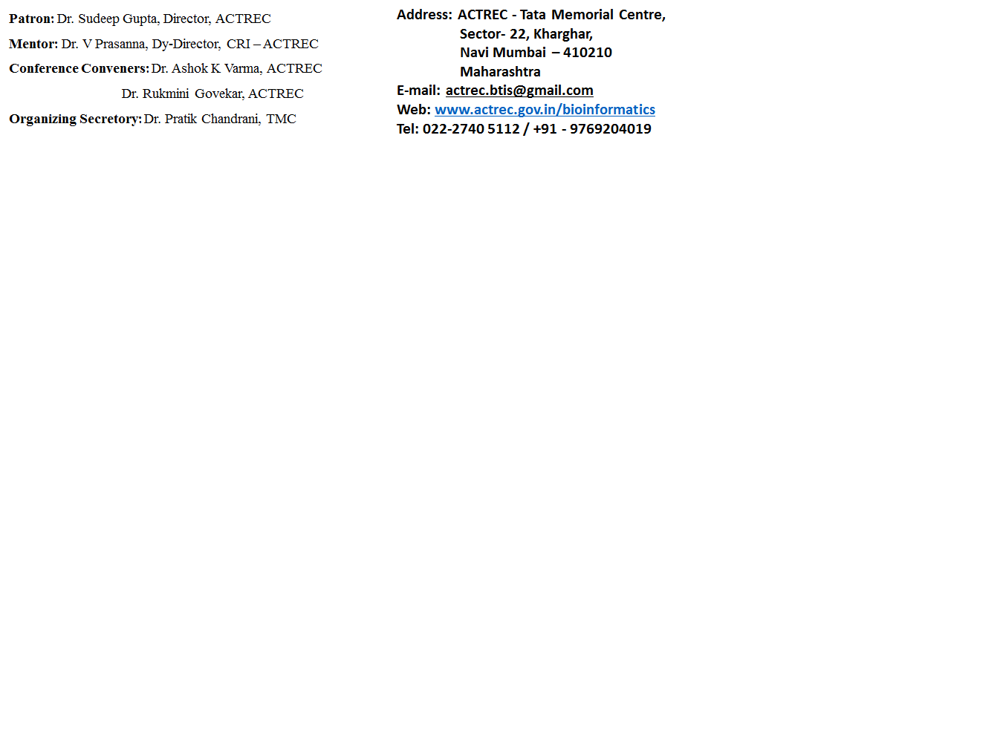 Patron: Dr. Sudeep Gupta, Director, ACTREC
Mentor: Dr. V Prasanna, Dy-Director, CRI – ACTREC
Conference Conveners: Dr. Ashok K Varma, ACTREC
Dr. Rukmini Govekar, ACTREC
Organizing Secretory: Dr. Pratik Chandrani, TMC
Address: ACTREC - Tata Memorial Centre,
Sector- 22, Kharghar,
Navi Mumbai – 410210
Maharashtra
E-mail: actrec.btis@gmail.com
Web: www.actrec.gov.in/bioinformatics
Tel: 022-2740 5112 / +91 - 9769204019